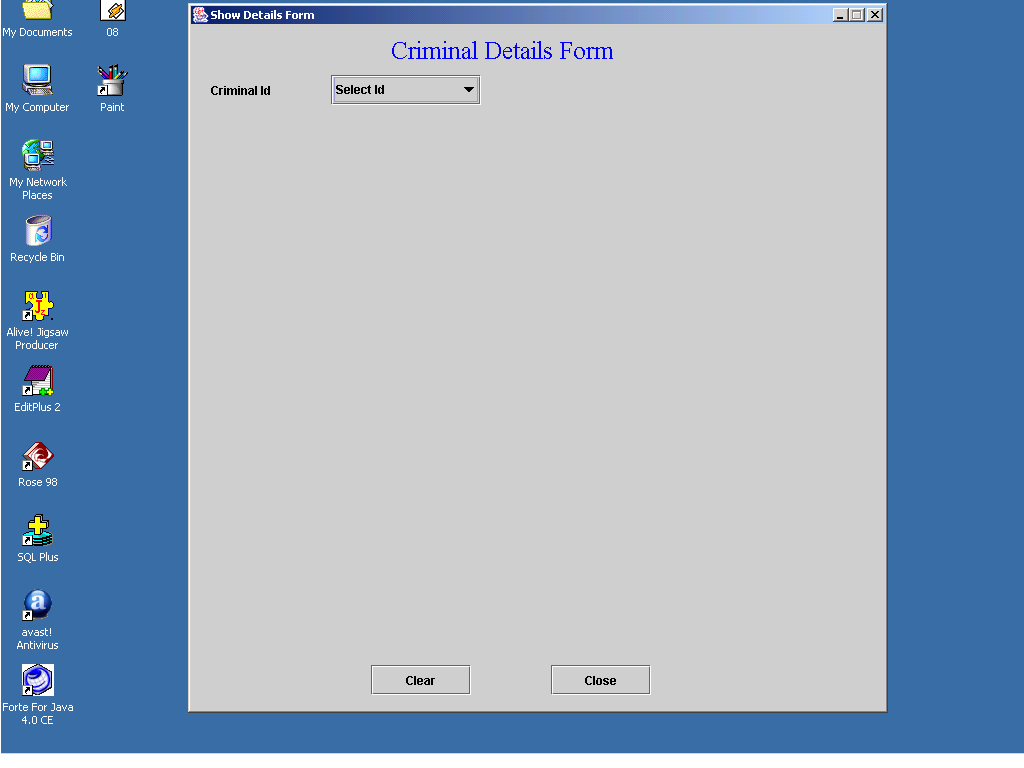 My Documents
08
My Computer
Paint
My Network
Places
Recycle Bin
Alive! Jigsaw
Producer
EditPlus 2
Rose 98
SQL Plus
avast!
Antivirus
Forte For Java
4.0 CE
Show Details Form
Criminal Details Form
Criminal Id
Select Id
Clear
Close